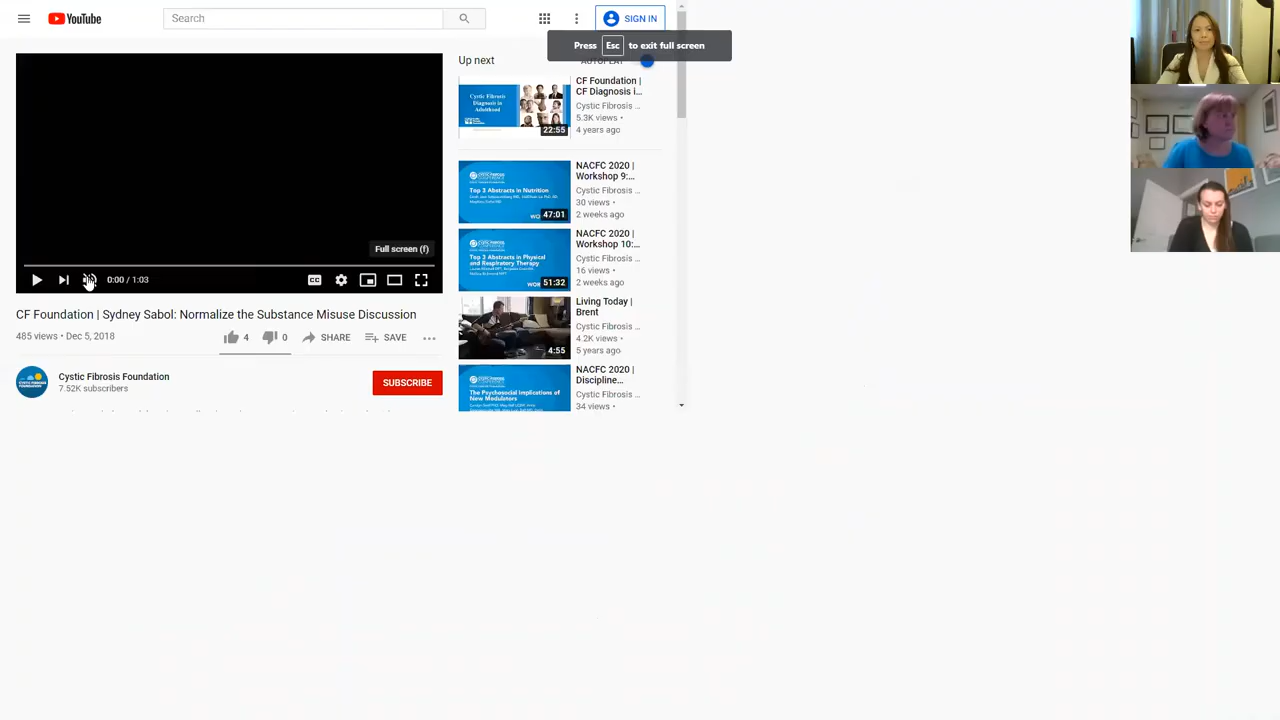 YouTube
Search
SIGN IN
Press Esc to exit full screen
Up next
AUTOPLAY
Full screen (f)
0:00 / 1:03
CF Foundation | Sydney Sabol: Normalize the Substance Misuse Discussion
485 views • Dec 5, 2018
4
0
SHARE
SAVE
Cystic Fibrosis Foundation
7.52K subscribers
SUBSCRIBE
Cystic Fibrosis
Diagnosis in
Adulthood
22:55
CF Foundation |
CF Diagnosis i...
Cystic Fibrosis ...
5.3K views •
4 years ago
Top 3 Abstracts in Nutrition
47:01
NACFC 2020 |
Workshop 9:...
Cystic Fibrosis ...
30 views •
2 weeks ago
Top 3 Abstracts in Physical
and Respiratory Therapy
51:32
NACFC 2020 |
Workshop 10:...
Cystic Fibrosis ...
16 views •
2 weeks ago
4:55
Living Today |
Brent
Cystic Fibrosis ...
4.2K views •
5 years ago
The Psychosocial Implications of
New Modulators
NACFC 2020 |
Discipline...
Cystic Fibrosis ...
34 views •